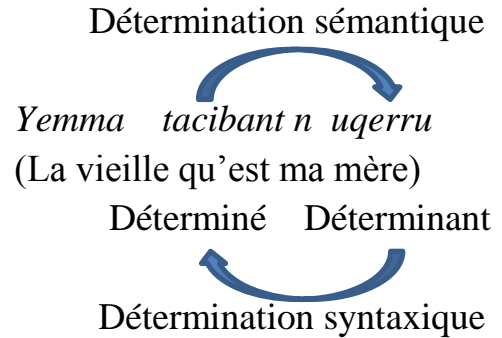 Détermination sémantique
Yemma tacibant n uqerru
(La vieille qu’est ma mère)
Déterminé Déterminant
Détermination syntaxique